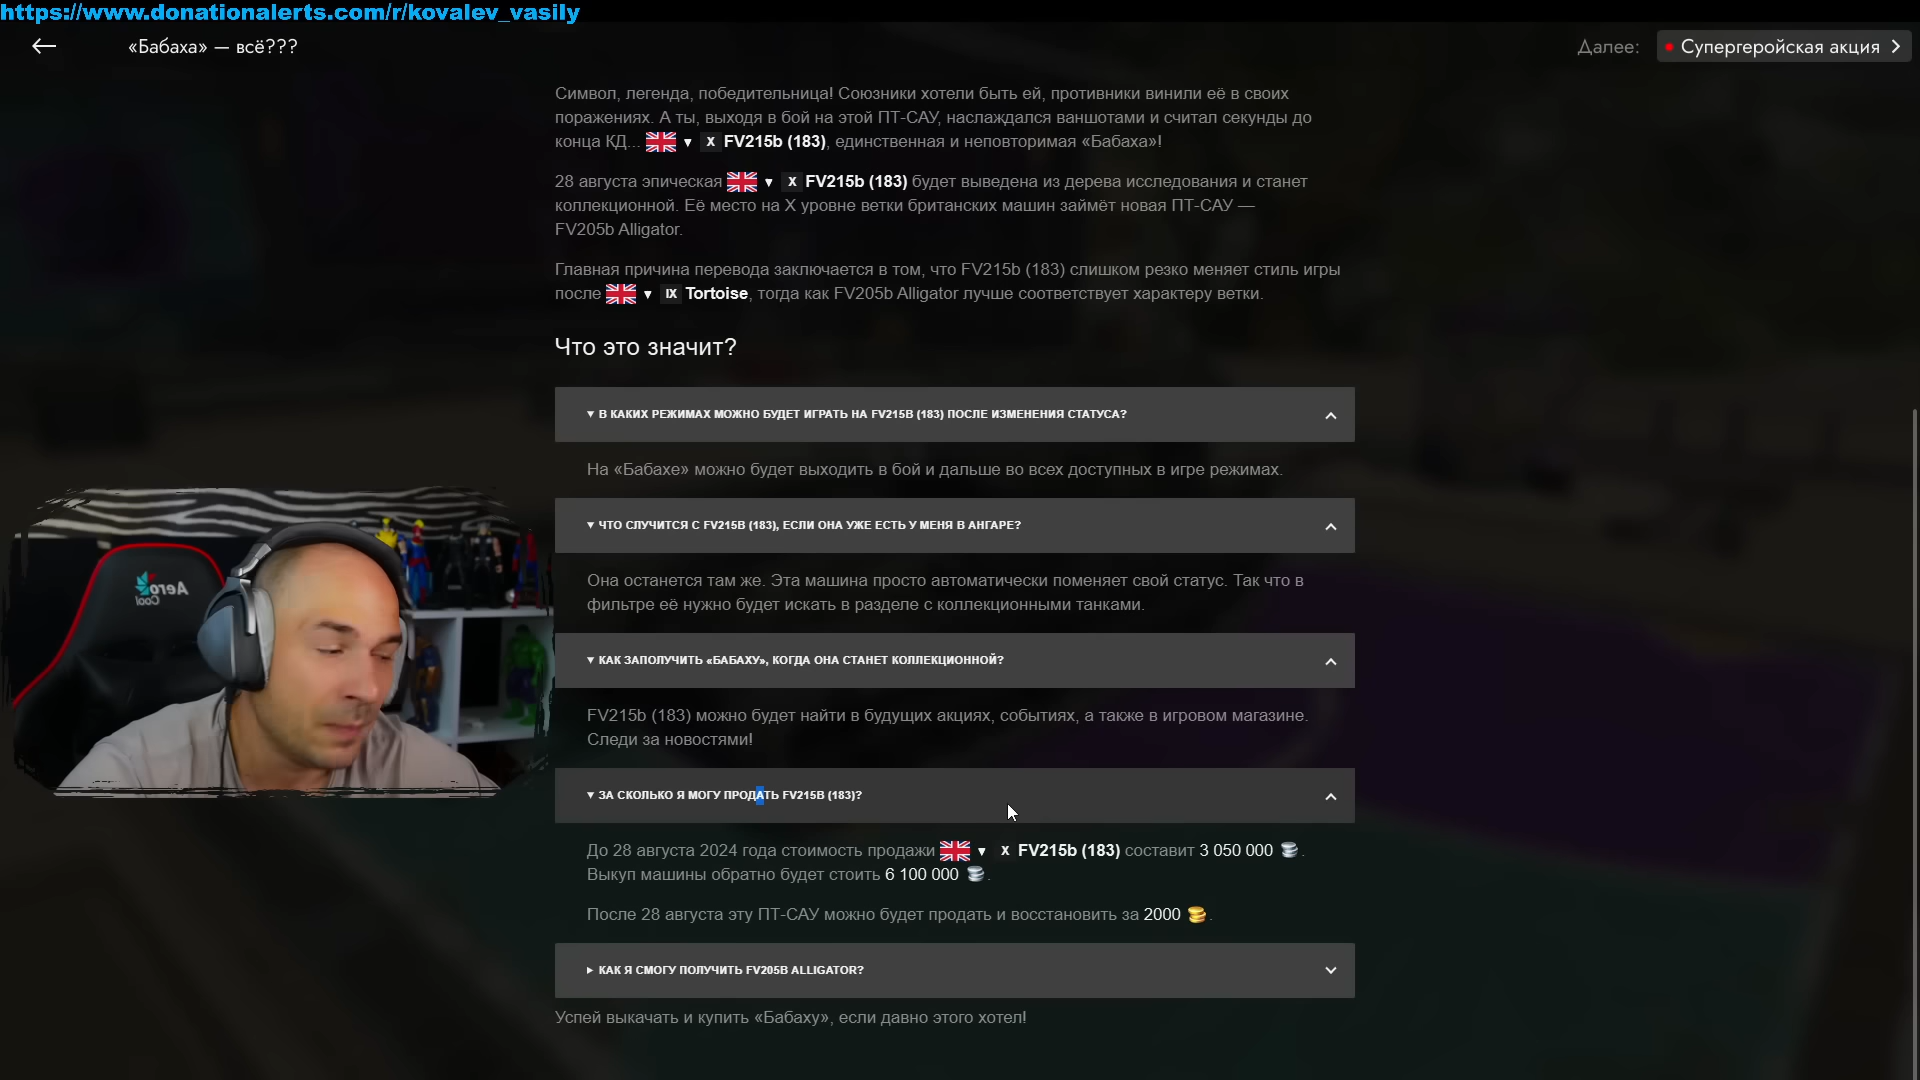 https://www.donationalerts.com/r/kovalev_vasily
«Бабаха» — всё???
Далее: Супергеройская акция
Символ, легенда, победительница! Союзники хотели быть ей, противники винили её в своих
поражениях. А ты, выходя в бой на этой ПТ-САУ, наслаждался ваншотами и считал секунды до
конца КД... ▼ X FV215b (183), единственная и неповторимая «Бабаха»!
28 августа эпическая ▼ X FV215b (183) будет выведена из дерева исследования и станет
коллекционной. Её место на X уровне ветки британских машин займёт новая ПТ-САУ —
FV205b Alligator.
Главная причина перевода заключается в том, что FV215b (183) слишком резко меняет стиль игры
после ▼ IX Tortoise, тогда как FV205b Alligator лучше соответствует характеру ветки.
Что это значит?
▼ В КАКИХ РЕЖИМАХ МОЖНО БУДЕТ ИГРАТЬ НА FV215B (183) ПОСЛЕ ИЗМЕНЕНИЯ СТАТУСА?
На «Бабахе» можно будет выходить в бой и дальше во всех доступных в игре режимах.
▼ ЧТО СЛУЧИТСЯ С FV215B (183), ЕСЛИ ОНА УЖЕ ЕСТЬ У МЕНЯ В АНГАРЕ?
Она останется там же. Эта машина просто автоматически поменяет свой статус. Так что в
фильтре её нужно будет искать в разделе с коллекционными танками.
▼ КАК ЗАПОЛУЧИТЬ «БАБАХУ», КОГДА ОНА СТАНЕТ КОЛЛЕКЦИОННОЙ?
FV215b (183) можно будет найти в будущих акциях, событиях, а также в игровом магазине.
Следи за новостями!
▼ ЗА СКОЛЬКО Я МОГУ ПРОДАТЬ FV215B (183)?
До 28 августа 2024 года стоимость продажи ▼ X FV215b (183) составит 3 050 000 .
Выкуп машины обратно будет стоить 6 100 000 .
После 28 августа эту ПТ-САУ можно будет продать и восстановить за 2000 .
► КАК Я СМОГУ ПОЛУЧИТЬ FV205B ALLIGATOR?
Успей выкачать и купить «Бабаху», если давно этого хотел!
Aero
Cool